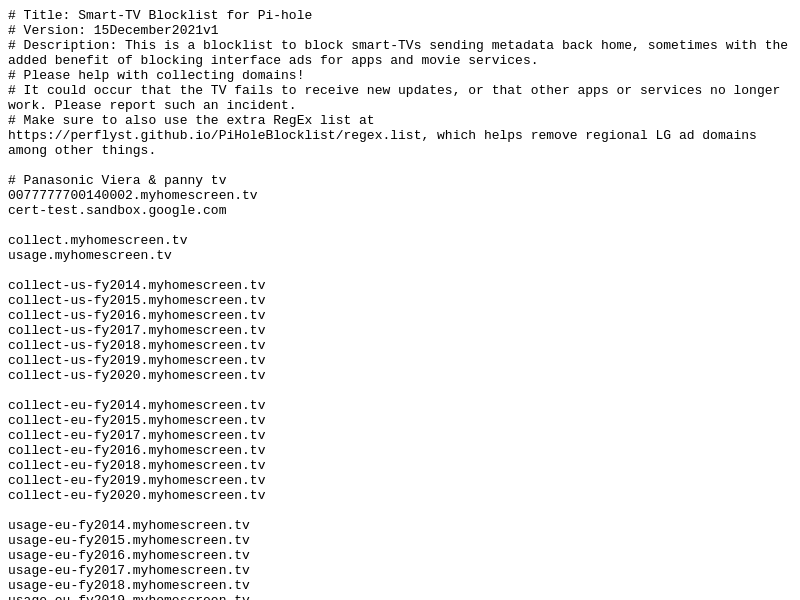 # Title: Smart-TV Blocklist for Pi-hole
# Version: 15December2021v1
# Description: This is a blocklist to block smart-TVs sending metadata back home, sometimes with the
added benefit of blocking interface ads for apps and movie services.
# Please help with collecting domains!
# It could occur that the TV fails to receive new updates, or that other apps or services no longer
work. Please report such an incident.
# Make sure to also use the extra RegEx list at
https://perflyst.github.io/PiHoleBlocklist/regex.list, which helps remove regional LG ad domains
among other things.

# Panasonic Viera & panny tv
0077777700140002.myhomescreen.tv
cert-test.sandbox.google.com

collect.myhomescreen.tv
usage.myhomescreen.tv

collect-us-fy2014.myhomescreen.tv
collect-us-fy2015.myhomescreen.tv
collect-us-fy2016.myhomescreen.tv
collect-us-fy2017.myhomescreen.tv
collect-us-fy2018.myhomescreen.tv
collect-us-fy2019.myhomescreen.tv
collect-us-fy2020.myhomescreen.tv

collect-eu-fy2014.myhomescreen.tv
collect-eu-fy2015.myhomescreen.tv
collect-eu-fy2017.myhomescreen.tv
collect-eu-fy2016.myhomescreen.tv
collect-eu-fy2018.myhomescreen.tv
collect-eu-fy2019.myhomescreen.tv
collect-eu-fy2020.myhomescreen.tv

usage-eu-fy2014.myhomescreen.tv
usage-eu-fy2015.myhomescreen.tv
usage-eu-fy2016.myhomescreen.tv
usage-eu-fy2017.myhomescreen.tv
usage-eu-fy2018.myhomescreen.tv
usage-eu-fy2019.myhomescreen.tv